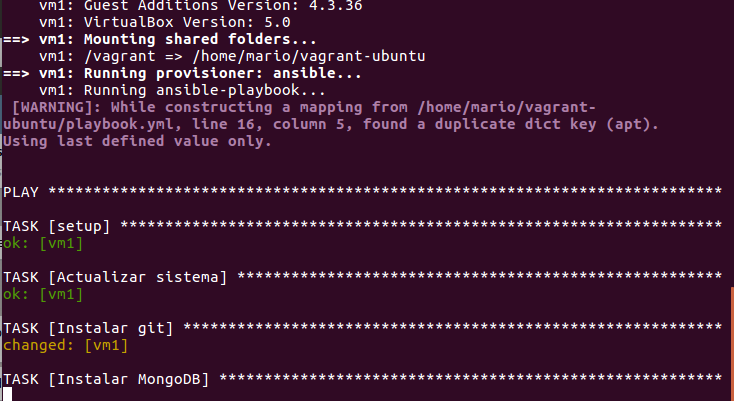 vm1: Guest Additions Version: 4.3.36
vm1: VirtualBox Version: 5.0
==> vm1: Mounting shared folders...
vm1: /vagrant => /home/mario/vagrant-ubuntu
==> vm1: Running provisioner: ansible...
vm1: Running ansible-playbook...
[WARNING]: While constructing a mapping from /home/mario/vagrant-
ubuntu/playbook.yml, line 16, column 5, found a duplicate dict key (apt).
Using last defined value only.
PLAY ***************************************************************************
TASK [setup] *******************************************************************
ok: [vm1]
TASK [Actualizar sistema] ******************************************************
ok: [vm1]
TASK [Instalar git] ************************************************************
changed: [vm1]
TASK [Instalar MongoDB] ********************************************************